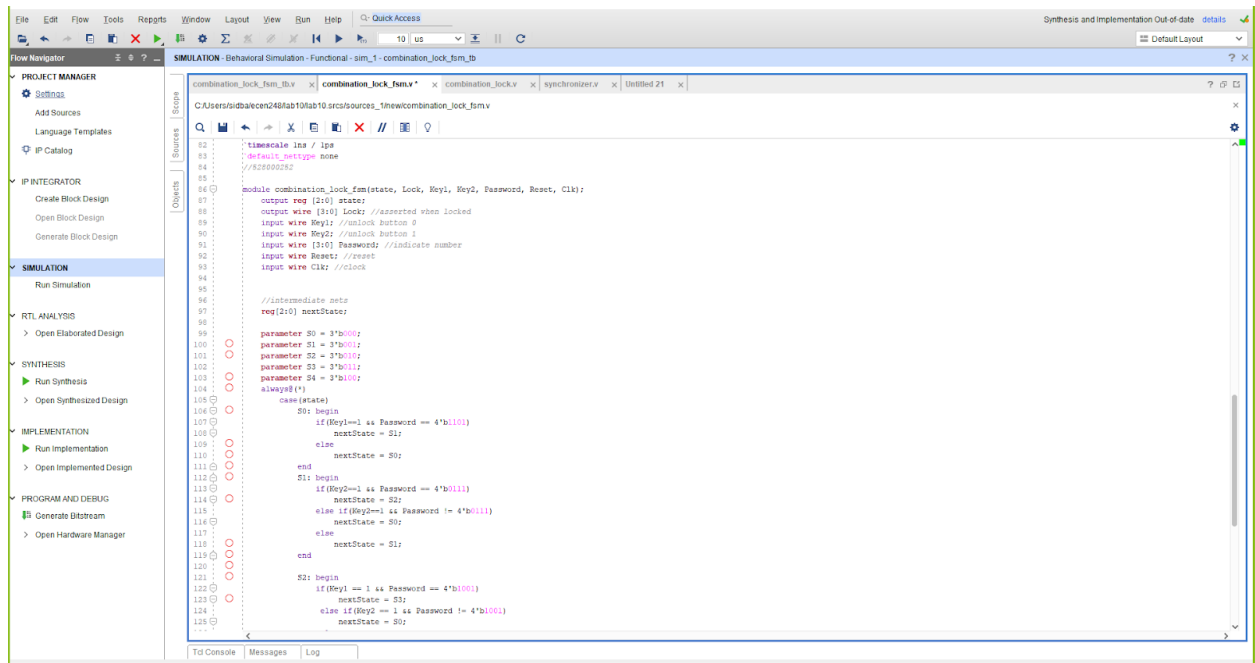 File Edit Flow Tools Reports Window Layout View Run Help Quick Access
Synthesis and Implementation Out-of-date details
10 us
Default Layout
Flow Navigator
PROJECT MANAGER
Settings
Add Sources
Language Templates
IP Catalog
IP INTEGRATOR
Create Block Design
Open Block Design
Generate Block Design
SIMULATION
Run Simulation
RTL ANALYSIS
Open Elaborated Design
SYNTHESIS
Run Synthesis
Open Synthesized Design
IMPLEMENTATION
Run Implementation
Open Implemented Design
PROGRAM AND DEBUG
Generate Bitstream
Open Hardware Manager
SIMULATION - Behavioral Simulation - Functional - sim_1 - combination_lock_fsm_tb
Scope
Sources
Objects
combination_lock_fsm_tb.v combination_lock_fsm.v * combination_lock.v synchronizer.v Untitled 21
C:/Users/sidba/ecen248/lab10/lab10.srcs/sources_1/new/combination_lock_fsm.v
82 `timescale 1ns / 1ps
83 `default_nettype none
84 //528000252
85
86 module combination_lock_fsm(state, Lock, Key1, Key2, Password, Reset, Clk);
87 output reg [2:0] state;
88 output wire [3:0] Lock; //asserted when locked
89 input wire Key1; //unlock button 0
90 input wire Key2; //unlock button 1
91 input wire [3:0] Password; //indicate number
92 input wire Reset; //reset
93 input wire Clk; //clock
94
95
96 //intermediate nets
97 reg[2:0] nextState;
98
99 parameter S0 = 3'b000;
100 parameter S1 = 3'b001;
101 parameter S2 = 3'b010;
102 parameter S3 = 3'b011;
103 parameter S4 = 3'b100;
104 always@(*)
105 case(state)
106 S0: begin
107 if(Key1==1 && Password == 4'b1101)
108 nextState = S1;
109 else
110 nextState = S0;
111 end
112 S1: begin
113 if(Key2==1 && Password == 4'b0111)
114 nextState = S2;
115 else if(Key2==1 && Password != 4'b0111)
116 nextState = S0;
117 else
118 nextState = S1;
119 end
120
121 S2: begin
122 if(Key1 == 1 && Password == 4'b1001)
123 nextState = S3;
124 else if(Key2 == 1 && Password != 4'b1001)
125 nextState = S0;
Tcl Console Messages Log